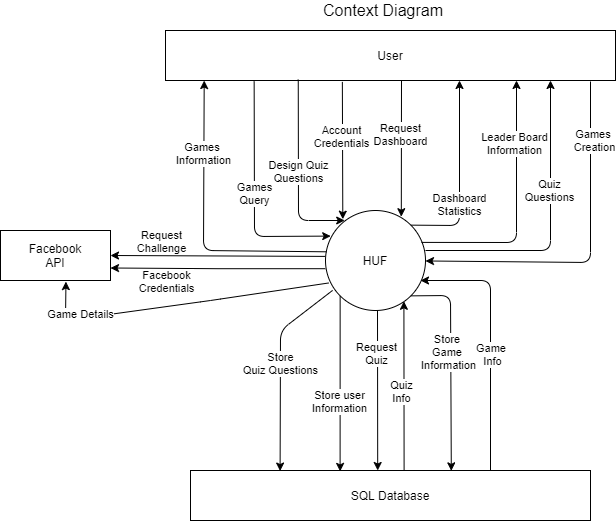 Context Diagram
User
Games
Information
Games
Query
Design Quiz
Questions
Account
Credentials
Request
Dashboard
Dashboard
Statistics
Leader Board
Information
Quiz
Questions
Games
Creation
Facebook
API
Request
Challenge
Facebook
Credentials
Game Details
HUF
Store
Quiz Questions
Store user
Information
Request
Quiz
Quiz
Info
Store
Game
Information
Game
Info
SQL Database